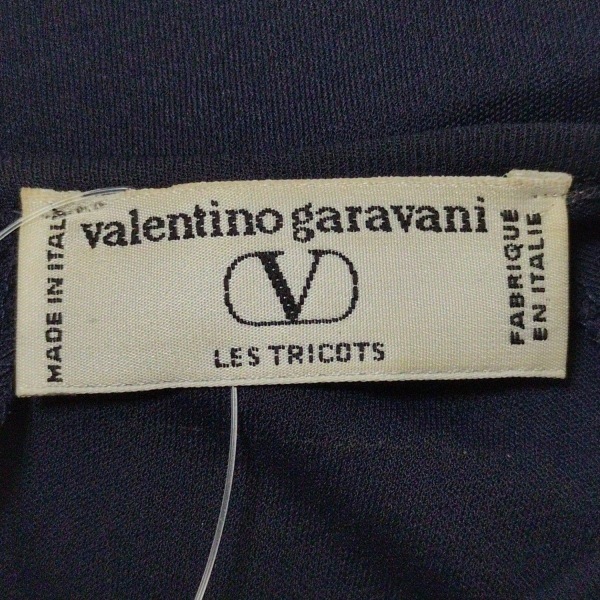 MADE IN ITALY
valentino garavani
V
LES TRICOTS
FABRIQUE
EN ITALIE